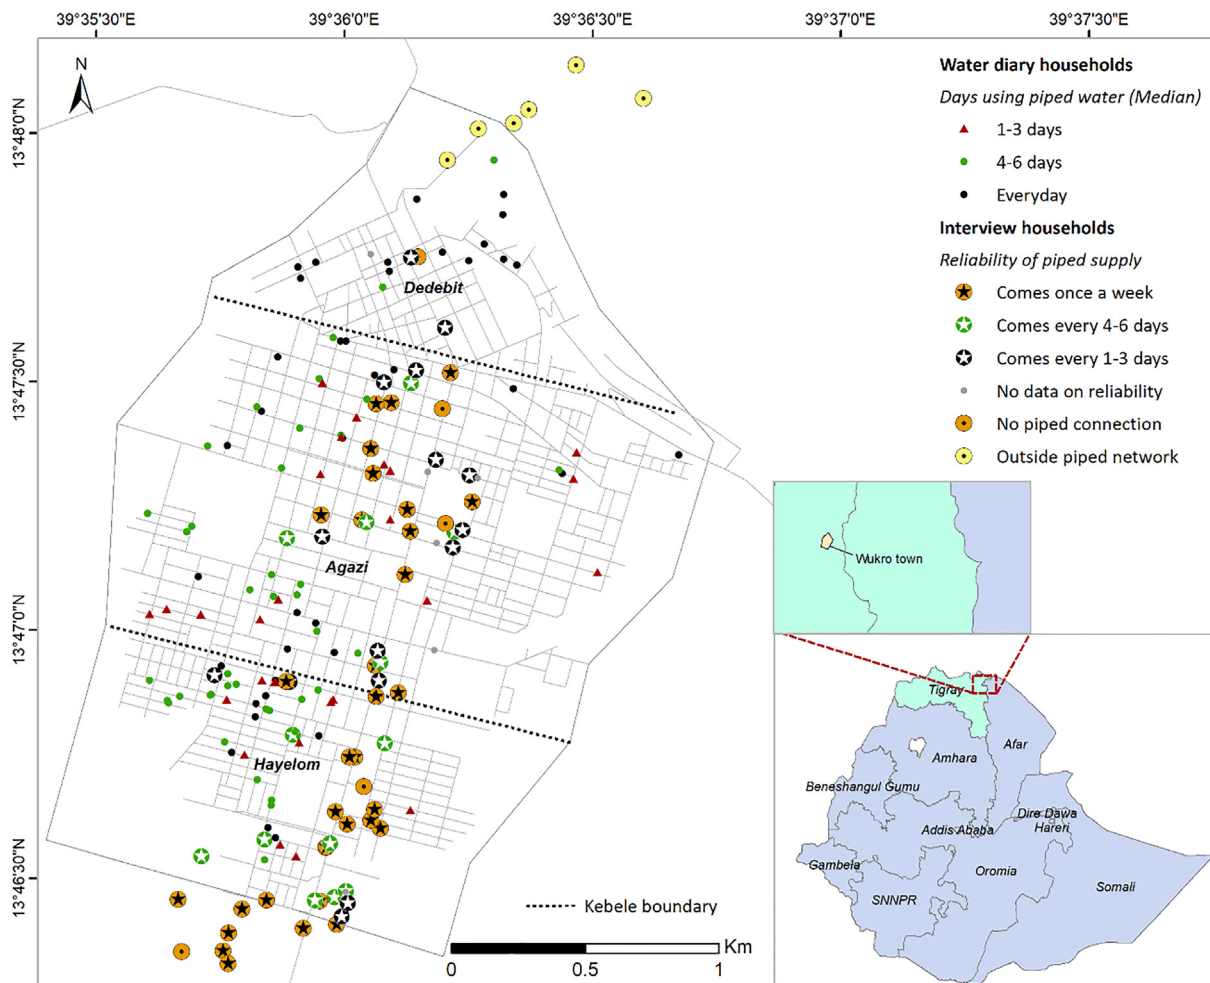 39°35'0"E
39°36'0"E
39°36'0"E
39°37'0"E
39°37'5"E
N
13°48'0"N
13°47'30"N
13°47'0"N
13°46'30"N
Water diary households
Days using piped water (Median)
1-3 days
4-6 days
Everyday
Interview households
Reliability of piped supply
Comes once a week
Comes every 4-6 days
Comes every 1-3 days
No data on reliability
No piped connection
Outside piped network
Dedebit
Agazi
Hayelom
Wukro town
Tigray
Afar
Amhara
Beneshangul Gumu
Dire Dawa
Hareri
Addis Ababa
Gambela
Oromia
SNNPR
Somali
Kebele boundary
Km
0
0.5
1